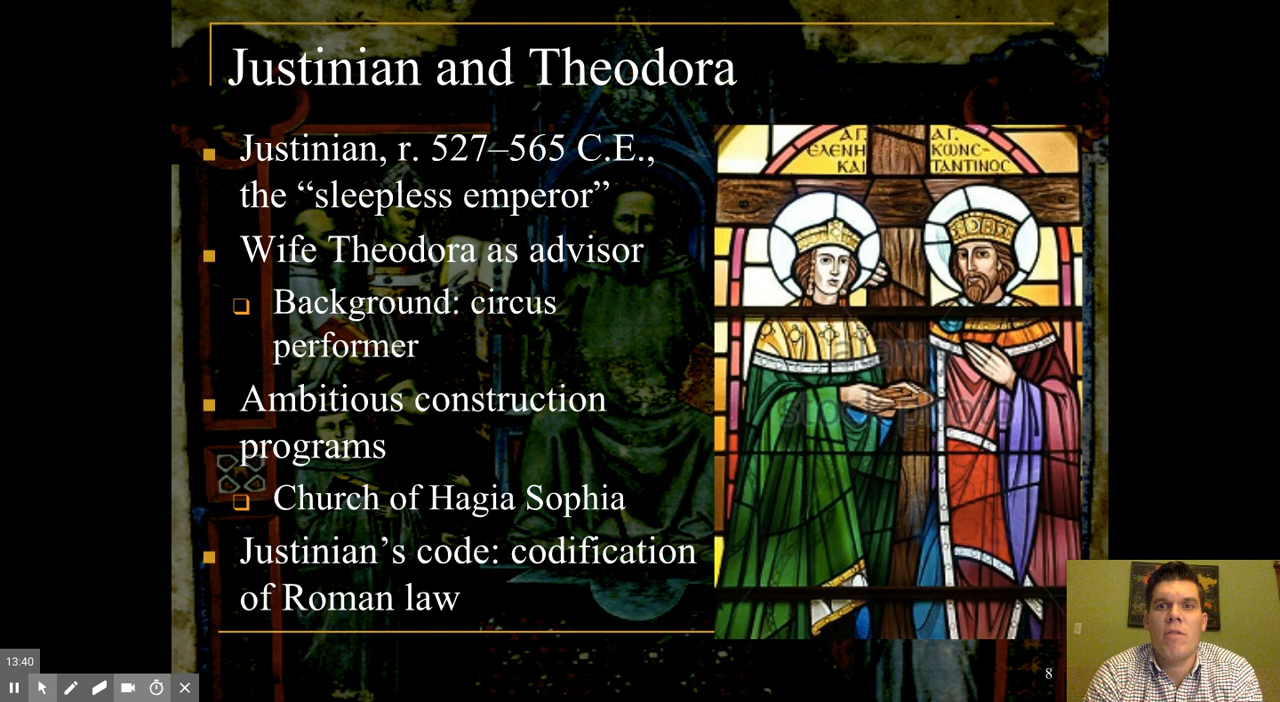 Justinian and Theodora
Justinian, r. 527–565 C.E.,
the “sleepless emperor”
Wife Theodora as advisor
Background: circus
performer
Ambitious construction
programs
Church of Hagia Sophia
Justinian’s code: codification
of Roman law
ΑΓ.
ΕΛΕΝΗ
ΚΑΙ
ΑΓ.
ΚΩΝC-
ΤΑΝΤΙΝΟC
8
13:40